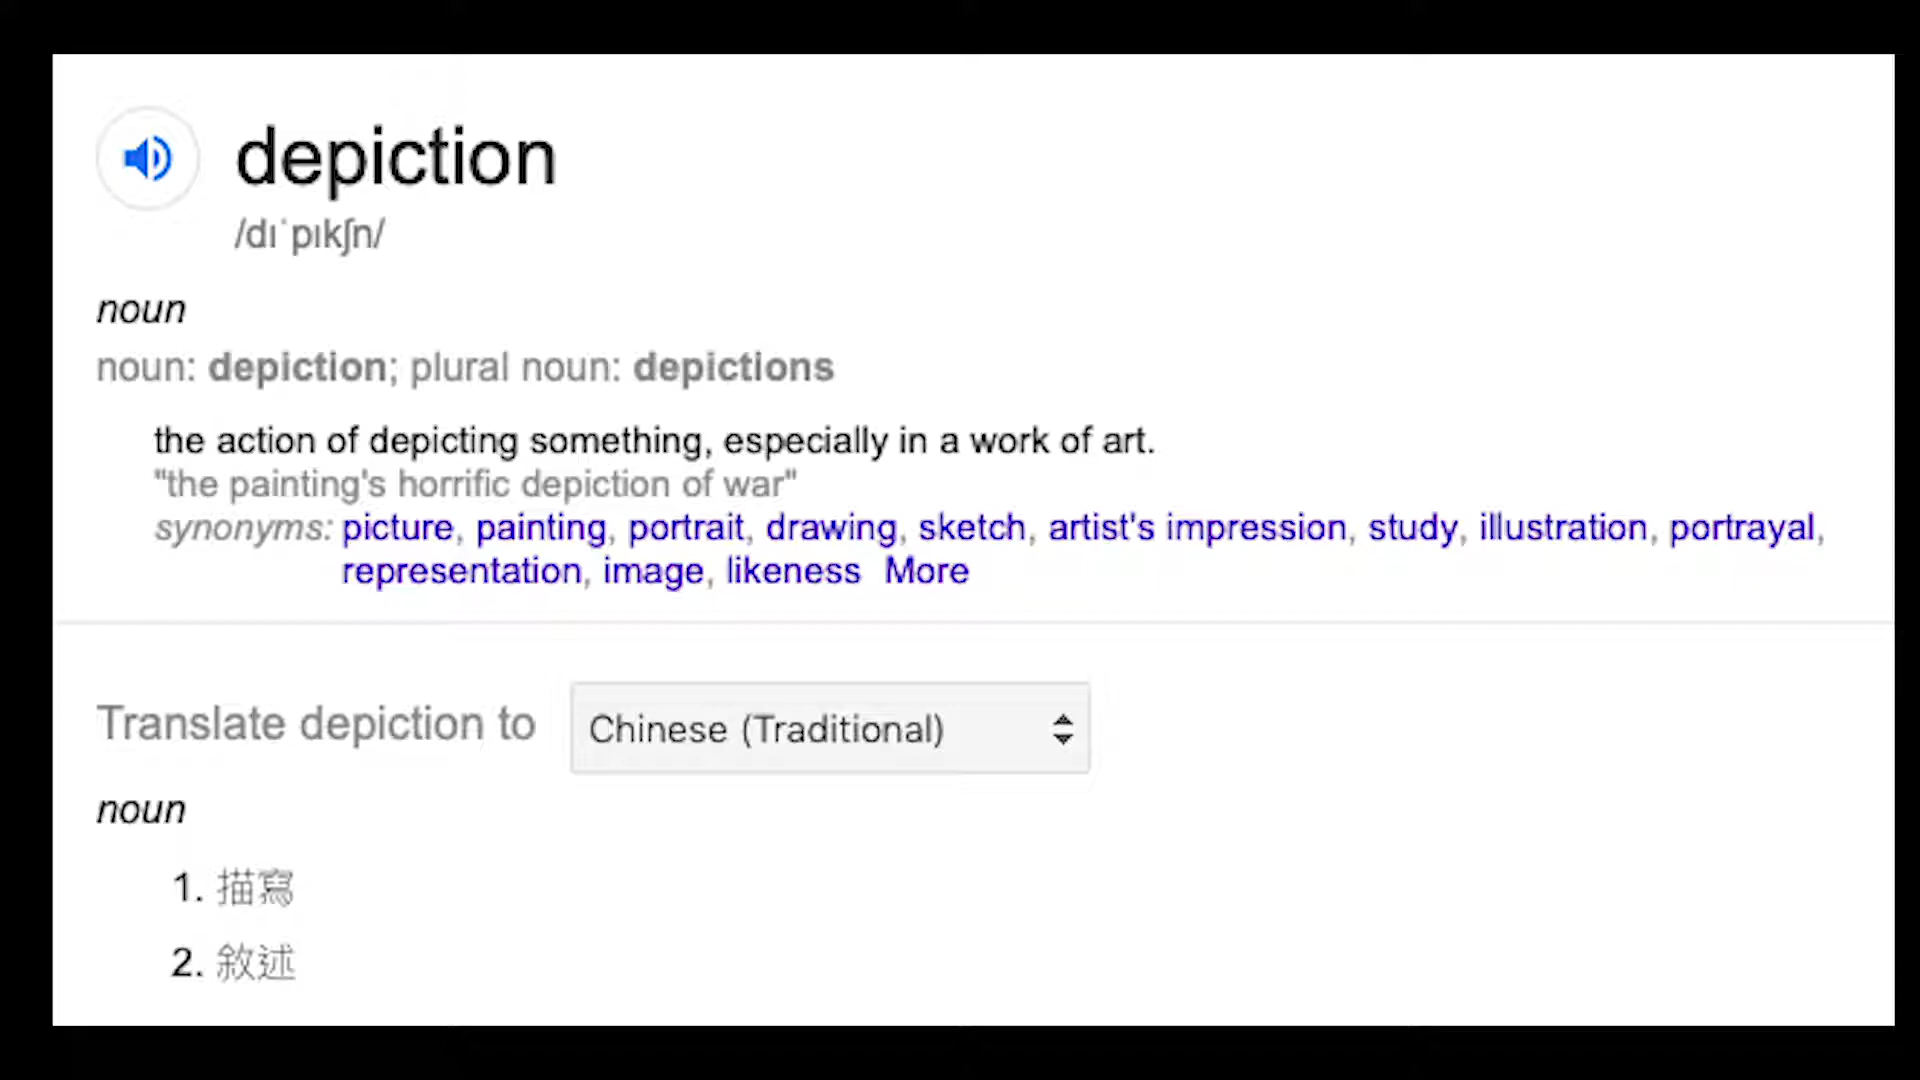 depiction
/dɪˈpɪkʃn/
noun
noun: depiction; plural noun: depictions
the action of depicting something, especially in a work of art.
"the painting's horrific depiction of war"
synonyms: picture, painting, portrait, drawing, sketch, artist's impression, study, illustration, portrayal,
representation, image, likeness More
Translate depiction to Chinese (Traditional)
noun
1. 描寫
2. 敘述